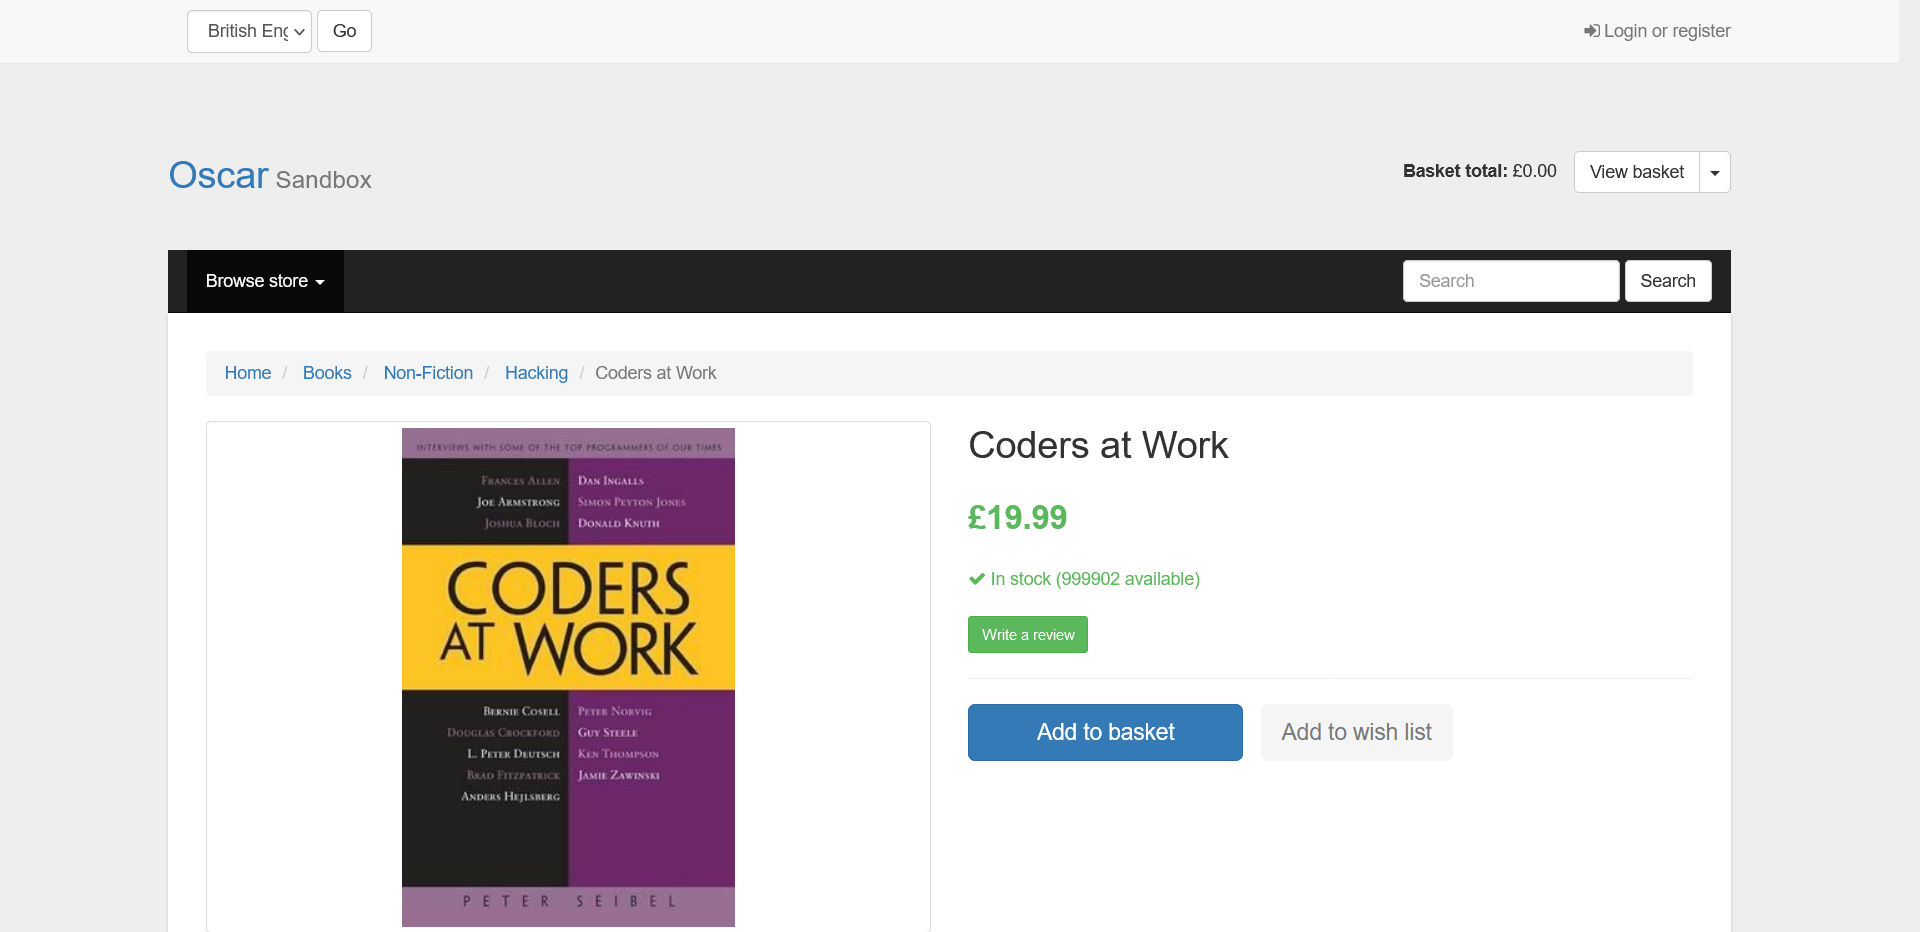 British Eng
Go
Login or register
Oscar Sandbox
Basket total: £0.00
View basket
Browse store
Search
Search
Home / Books / Non-Fiction / Hacking / Coders at Work
INTERVIEWS WITH SOME OF THE TOP PROGRAMMERS OF OUR TIMES
FRANCES ALLEN DAN INGALLS
JOE ARMSTRONG SIMON PEYTON JONES
JOSHUA BLOCH DONALD KNUTH
CODERS
AT WORK
BERNIE COSELL PETER NORVIG
DOUGLAS CROCKFORD GUY STEELE
L. PETER DEUTSCH KEN THOMPSON
BRAD FITZPATRICK JAMIE ZAWINSKI
ANDERS HEJLSBERG
PETER SEIBEL
Coders at Work
£19.99
In stock (999902 available)
Write a review
Add to basket
Add to wish list